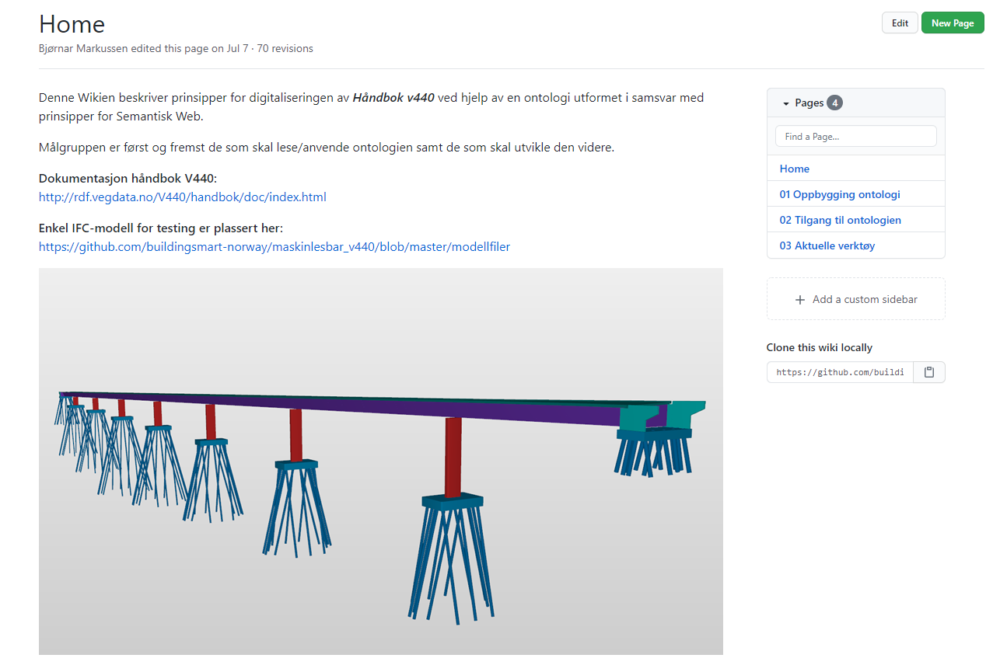 Home
Edit
New Page
Bjørnar Markussen edited this page on Jul 7 · 70 revisions
Denne Wikien beskriver prinsipper for digitaliseringen av Håndbok v440 ved hjelp av en ontologi utformet i samsvar med
prinsipper for Semantisk Web.
Målgruppen er først og fremst de som skal lese/anvende ontologien samt de som skal utvikle den videre.
Dokumentasjon håndbok V440:
http://rdf.vegdata.no/V440/handbok/doc/index.html
Enkel IFC-modell for testing er plassert her:
https://github.com/buildingsmart-norway/maskinlesbar_v440/blob/master/modellfiler
Pages 4
Find a Page...
Home
01 Oppbygging ontologi
02 Tilgang til ontologien
03 Aktuelle verktøy
+ Add a custom sidebar
Clone this wiki locally
https://github.com/buildi